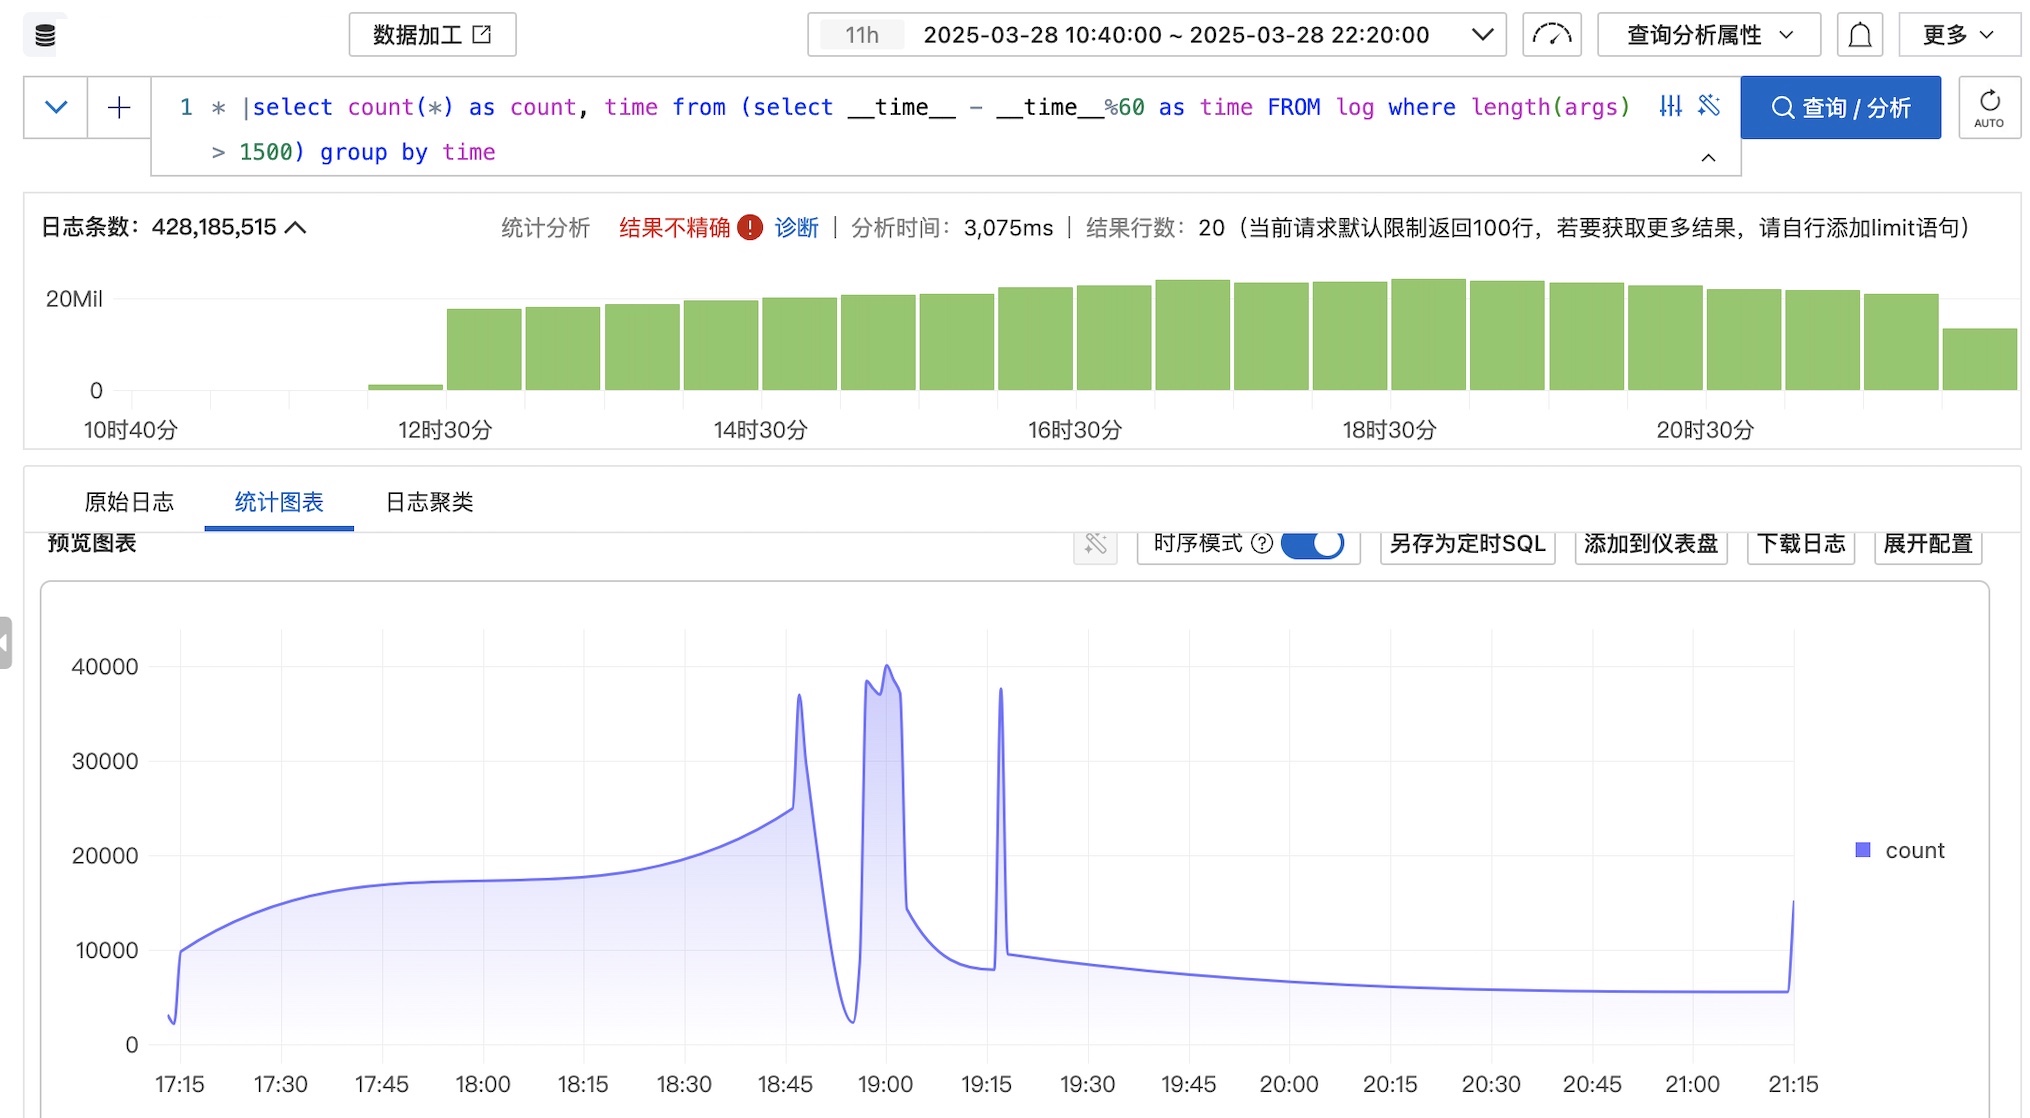 数据加工
11h 2025-03-28 10:40:00 ~ 2025-03-28 22:20:00
查询分析属性
更多
1 * |select count(*) as count, time from (select __time__ - __time__%60 as time FROM log where length(args)
> 1500) group by time
查询 / 分析
AUTO
日志条数： 428,185,515
统计分析 结果不精确 ! 诊断 | 分析时间： 3,075ms | 结果行数： 20（当前请求默认限制返回100行，若要获取更多结果，请自行添加limit语句）
20Mil
0
10时40分 12时30分 14时30分 16时30分 18时30分 20时30分
原始日志 统计图表 日志聚类
预览图表
时序模式 ?
另存为定时SQL
添加到仪表盘
下载日志
展开配置
40000
30000
20000
10000
0
17:15 17:30 17:45 18:00 18:15 18:30 18:45 19:00 19:15 19:30 19:45 20:00 20:15 20:30 20:45 21:00 21:15
count